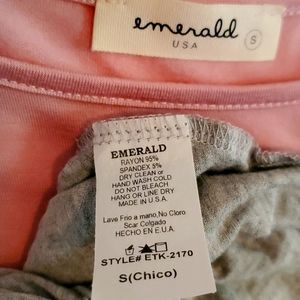 emerald
USA
S
EMERALD
RAYON 95%
SPANDEX 5%
DRY CLEAN or
HAND WASH COLD
DO NOT BLEACH
HANG OR LINE DRY
MADE IN U.S.A.
Lave Frio a mano,No Cloro
Scar Colgado
HECHO EN E.U.A.
STYLE# ETK-2170
S(Chico)